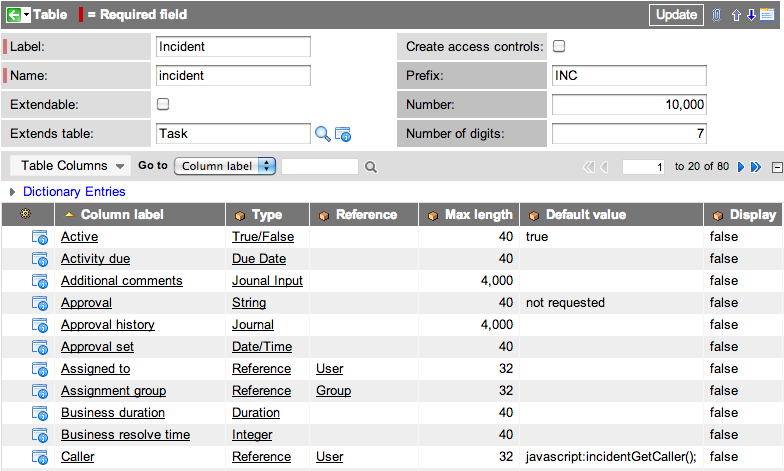 Table = Required field Update
Label: Incident Create access controls:
Name: incident Prefix: INC
Extendable: Number: 10,000
Extends table: Task Number of digits: 7
Table Columns Go to Column label 1 to 20 of 80
Dictionary Entries
Column label Type Reference Max length Default value Display
Active True/False 40 true false
Activity due Due Date 40 false
Additional comments Jounal Input 4,000 false
Approval String 40 not requested false
Approval history Journal 4,000 false
Approval set Date/Time 40 false
Assigned to Reference User 32 false
Assignment group Reference Group 32 false
Business duration Duration 40 false
Business resolve time Integer 40 false
Caller Reference User 32 javascript:incidentGetCaller(); false